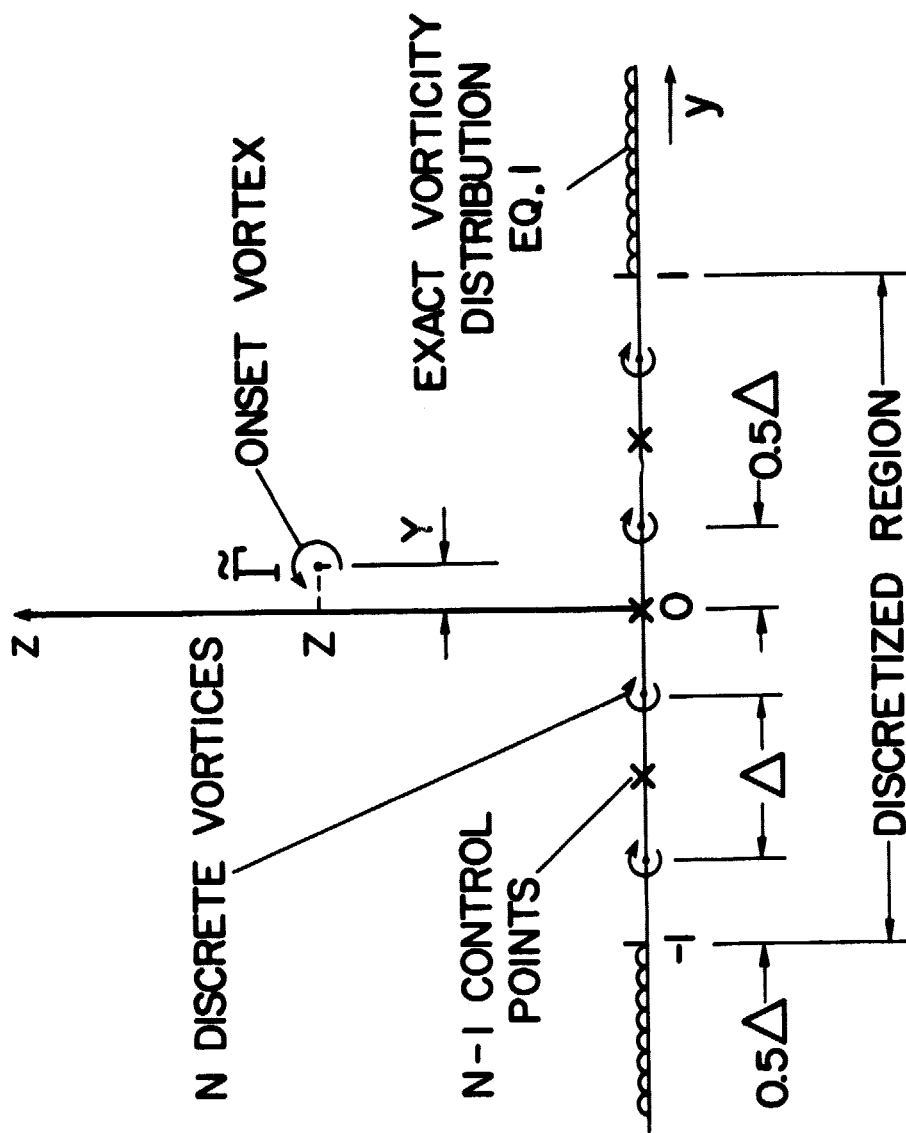 z
N DISCRETE VORTICES
Γ̃
ONSET VORTEX
Z
Y
EXACT VORTICITY
DISTRIBUTION
EQ. 1
N-1 CONTROL
POINTS
-1
0
1
y
0.5Δ
Δ
0.5Δ
DISCRETIZED REGION